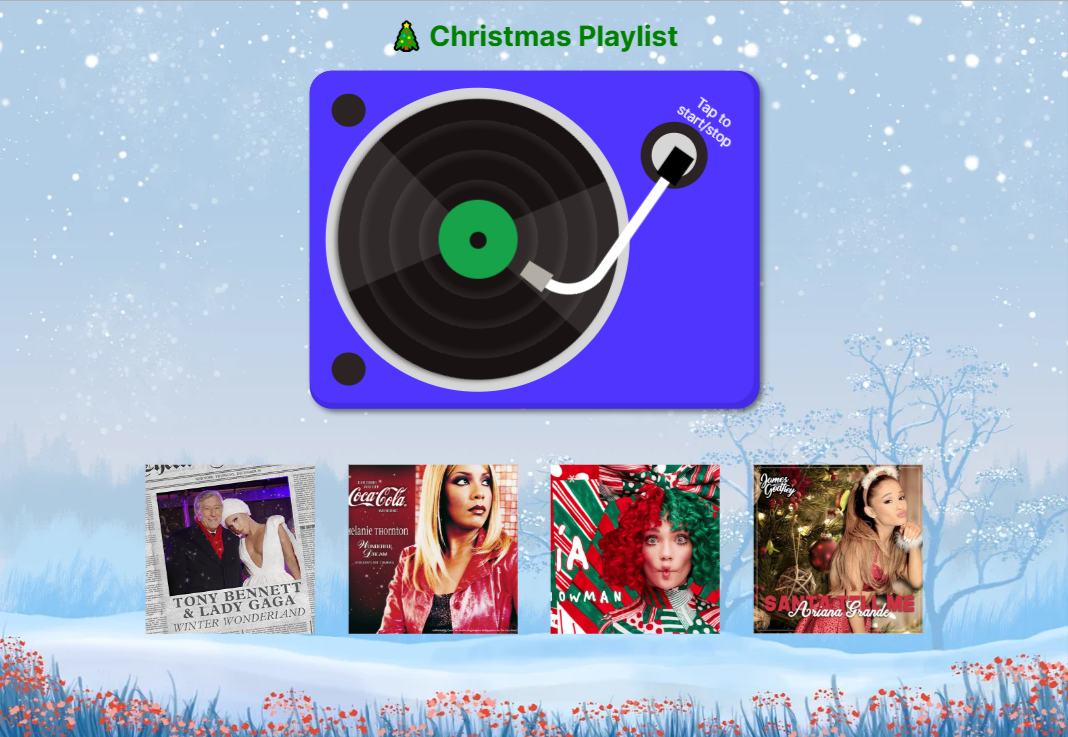 Christmas Playlist
Tap to
start/stop
TONY BENNETT
& LADY GAGA
WINTER WONDERLAND
Coca-Cola
elanie THORNTON
WONDERFUL
DREAM
IA
OWMAN
James
Godfrey
SANTA TELL ME
Ariana Grande